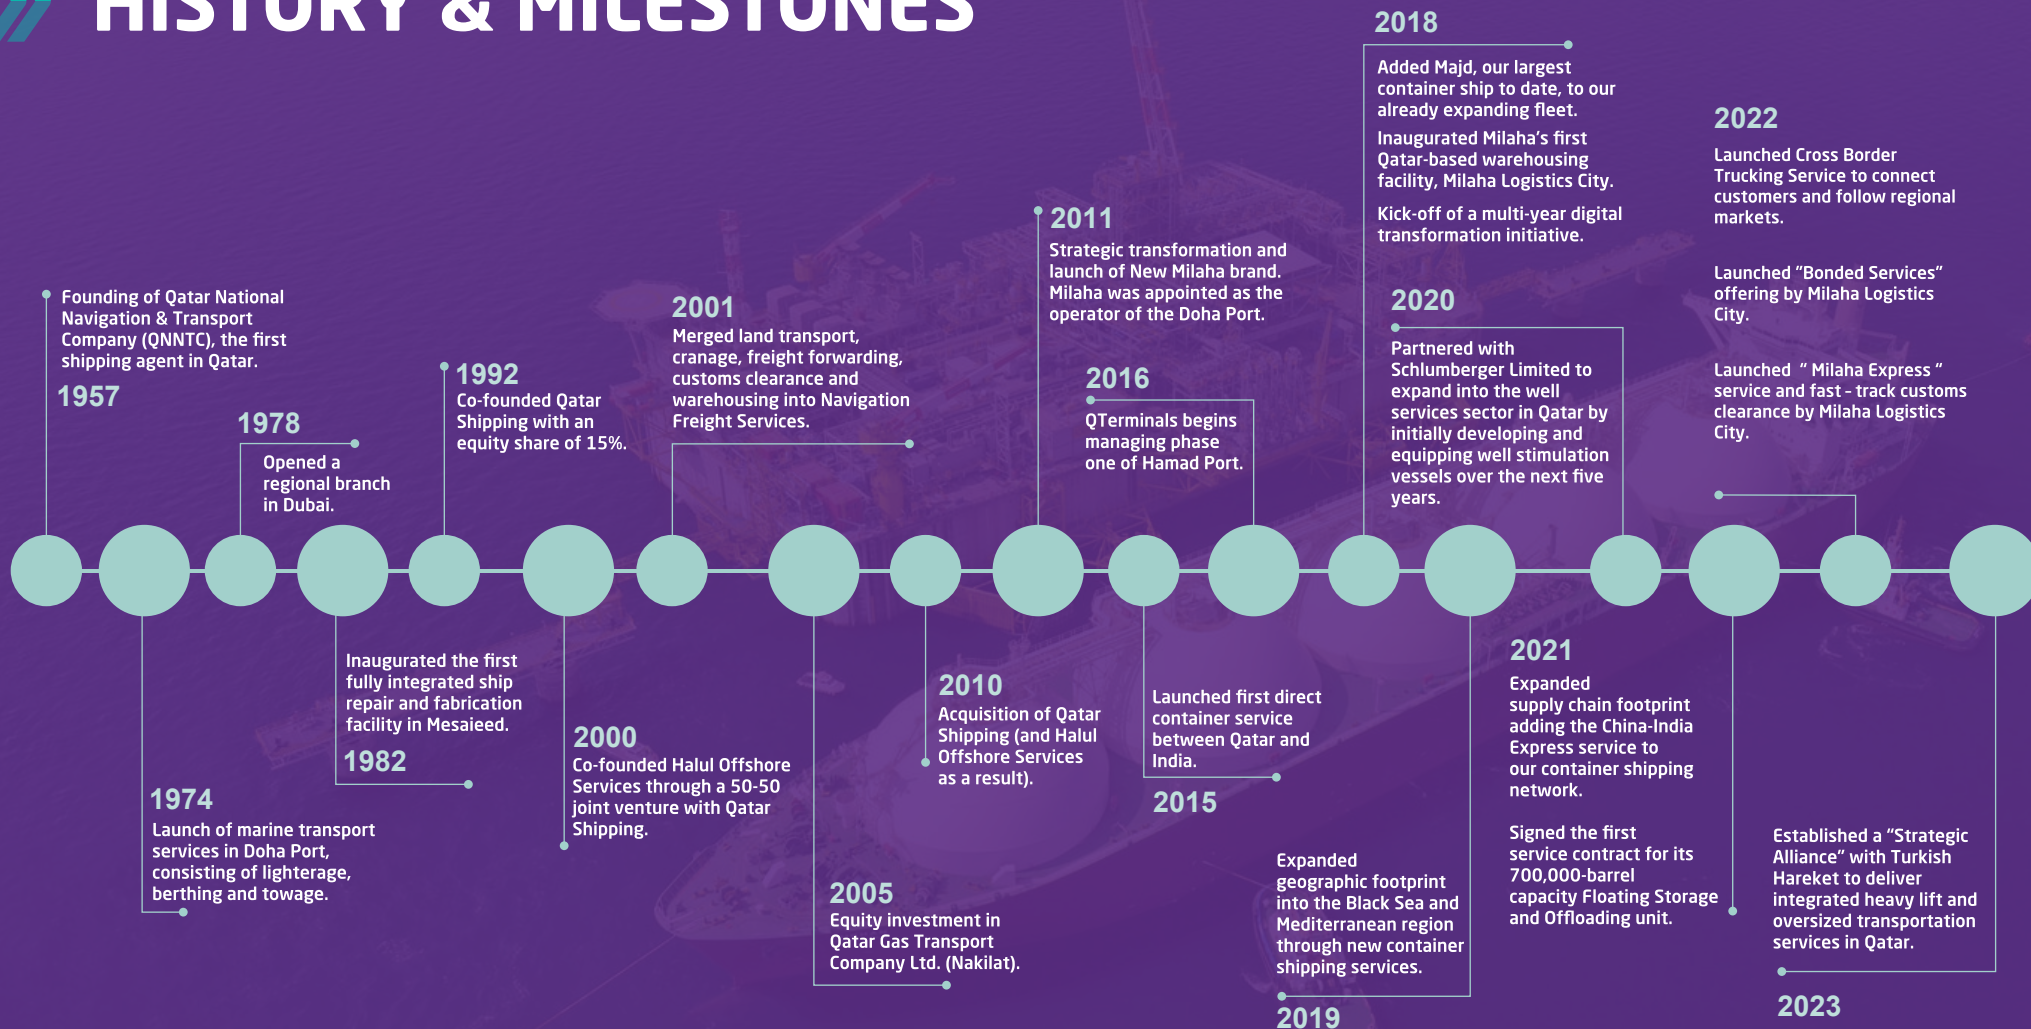 HISTORY & MILESTONES
Founding of Qatar National
Navigation & Transport
Company (QNNTC), the first
shipping agent in Qatar.
1957
1974
Launch of marine transport
services in Doha Port,
consisting of lighterage,
berthing and towage.
1978
Opened a
regional branch
in Dubai.
Inaugurated the first
fully integrated ship
repair and fabrication
facility in Mesaieed.
1982
1992
Co-founded Qatar
Shipping with an
equity share of 15%.
2000
Co-founded Halul Offshore
Services through a 50-50
joint venture with Qatar
Shipping.
2001
Merged land transport,
cranage, freight forwarding,
customs clearance and
warehousing into Navigation
Freight Services.
2005
Equity investment in
Qatar Gas Transport
Company Ltd. (Nakilat).
2010
Acquisition of Qatar
Shipping (and Halul
Offshore Services
as a result).
2011
Strategic transformation and
launch of New Milaha brand.
Milaha was appointed as the
operator of the Doha Port.
Launched first direct
container service
between Qatar and
India.
2015
2016
QTerminals begins
managing phase
one of Hamad Port.
2018
Added Majd, our largest
container ship to date, to our
already expanding fleet.
Inaugurated Milaha's first
Qatar-based warehousing
facility, Milaha Logistics City.
Kick-off of a multi-year digital
transformation initiative.
Expanded
geographic footprint
into the Black Sea and
Mediterranean region
through new container
shipping services.
2019
2020
Partnered with
Schlumberger Limited to
expand into the well
services sector in Qatar by
initially developing and
equipping well stimulation
vessels over the next five
years.
2021
Expanded
supply chain footprint
adding the China-India
Express service to
our container shipping
network.
Signed the first
service contract for its
700,000-barrel
capacity Floating Storage
and Offloading unit.
2022
Launched Cross Border
Trucking Service to connect
customers and follow regional
markets.
Launched "Bonded Services"
offering by Milaha Logistics
City.
Launched " Milaha Express "
service and fast - track customs
clearance by Milaha Logistics
City.
Established a "Strategic
Alliance" with Turkish
Hareket to deliver
integrated heavy lift and
oversized transportation
services in Qatar.
2023